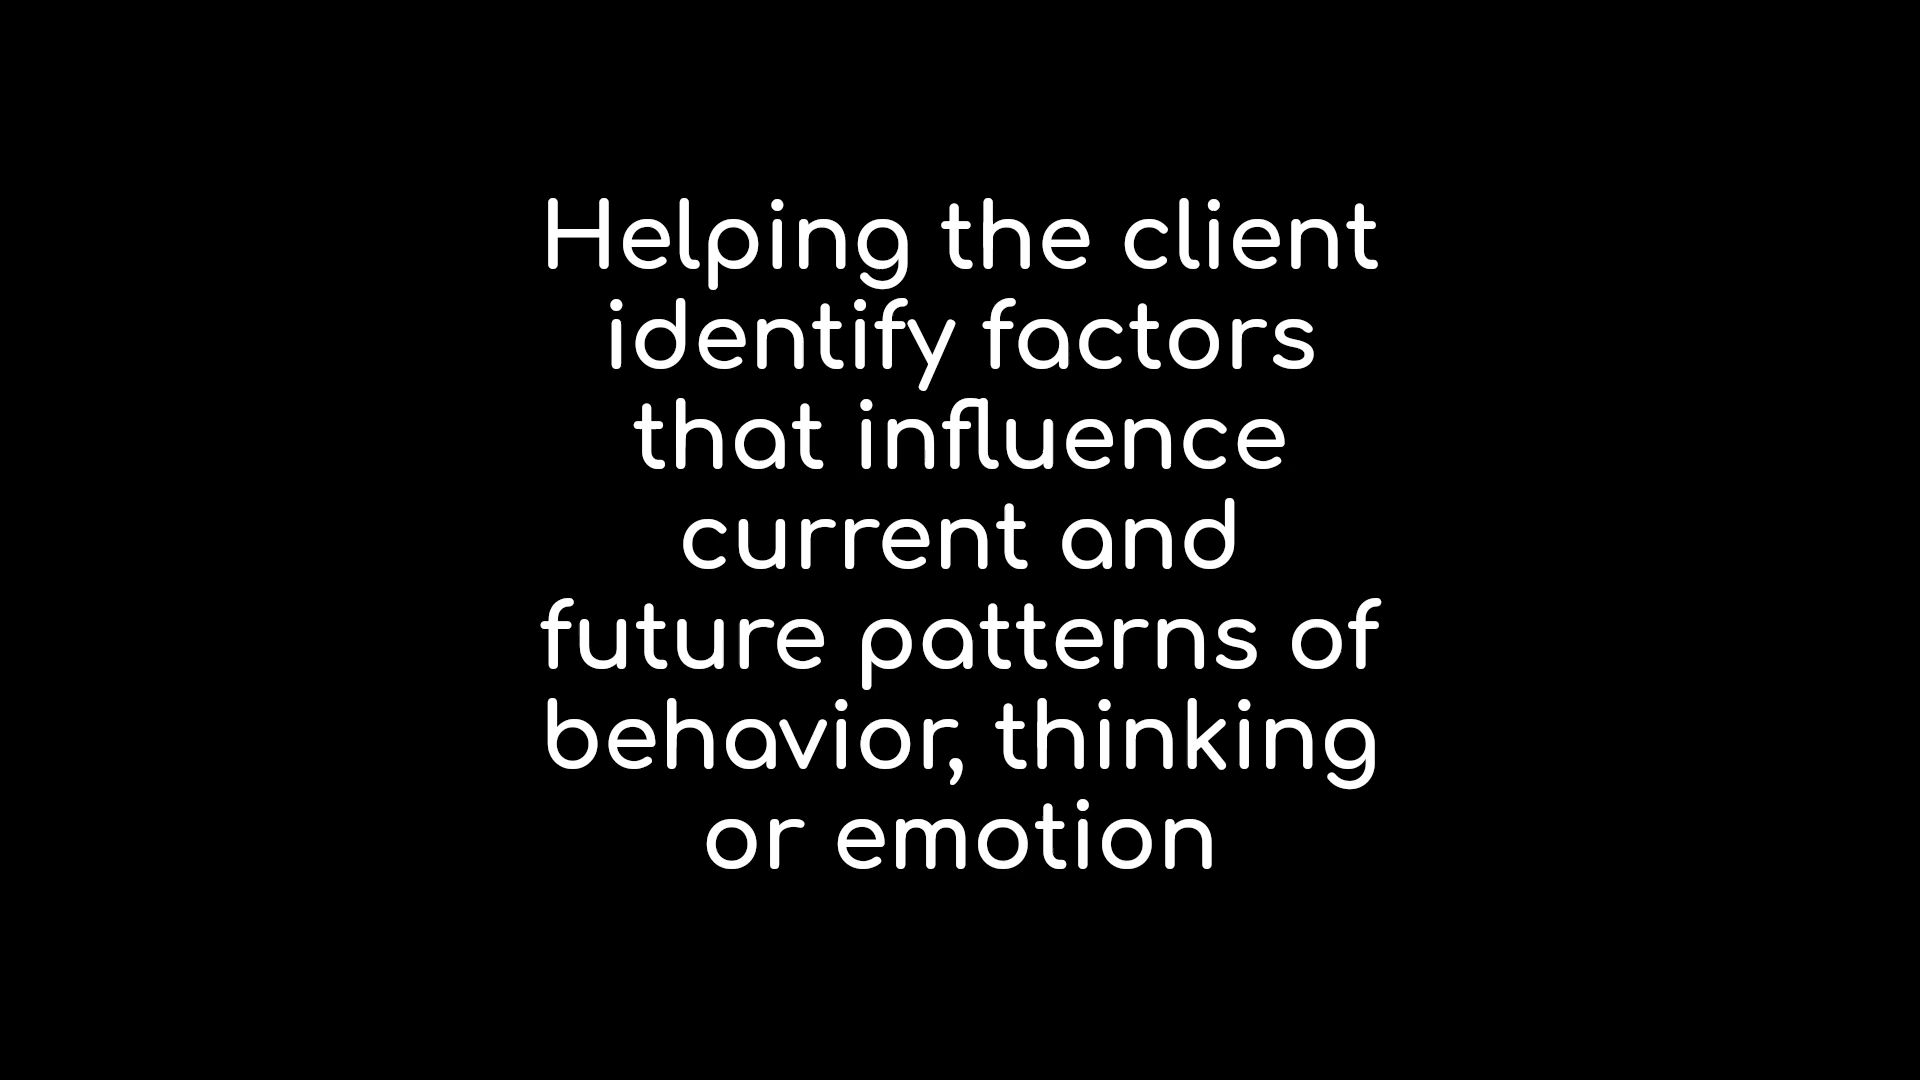 Helping the client
identify factors
that influence
current and
future patterns of
behavior, thinking
or emotion